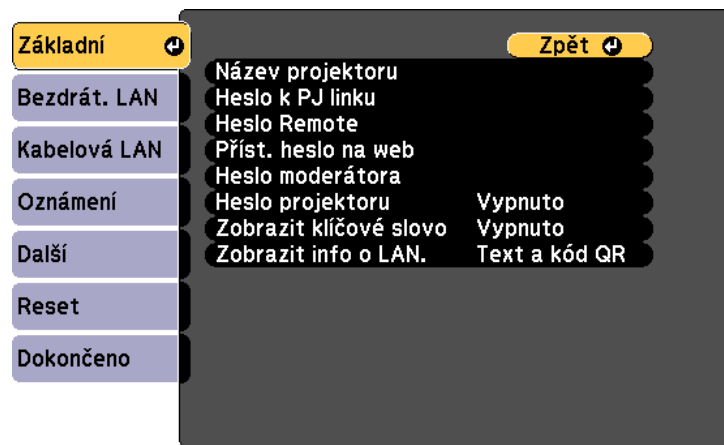 Základní
Bezdrát. LAN
Kabelová LAN
Oznámení
Další
Reset
Dokončeno
Zpět
Název projektoru
Heslo k PJ linku
Heslo Remote
Příst. heslo na web
Heslo moderátora
Heslo projektoru Vypnuto
Zobrazit klíčové slovo Vypnuto
Zobrazit info o LAN. Text a kód QR